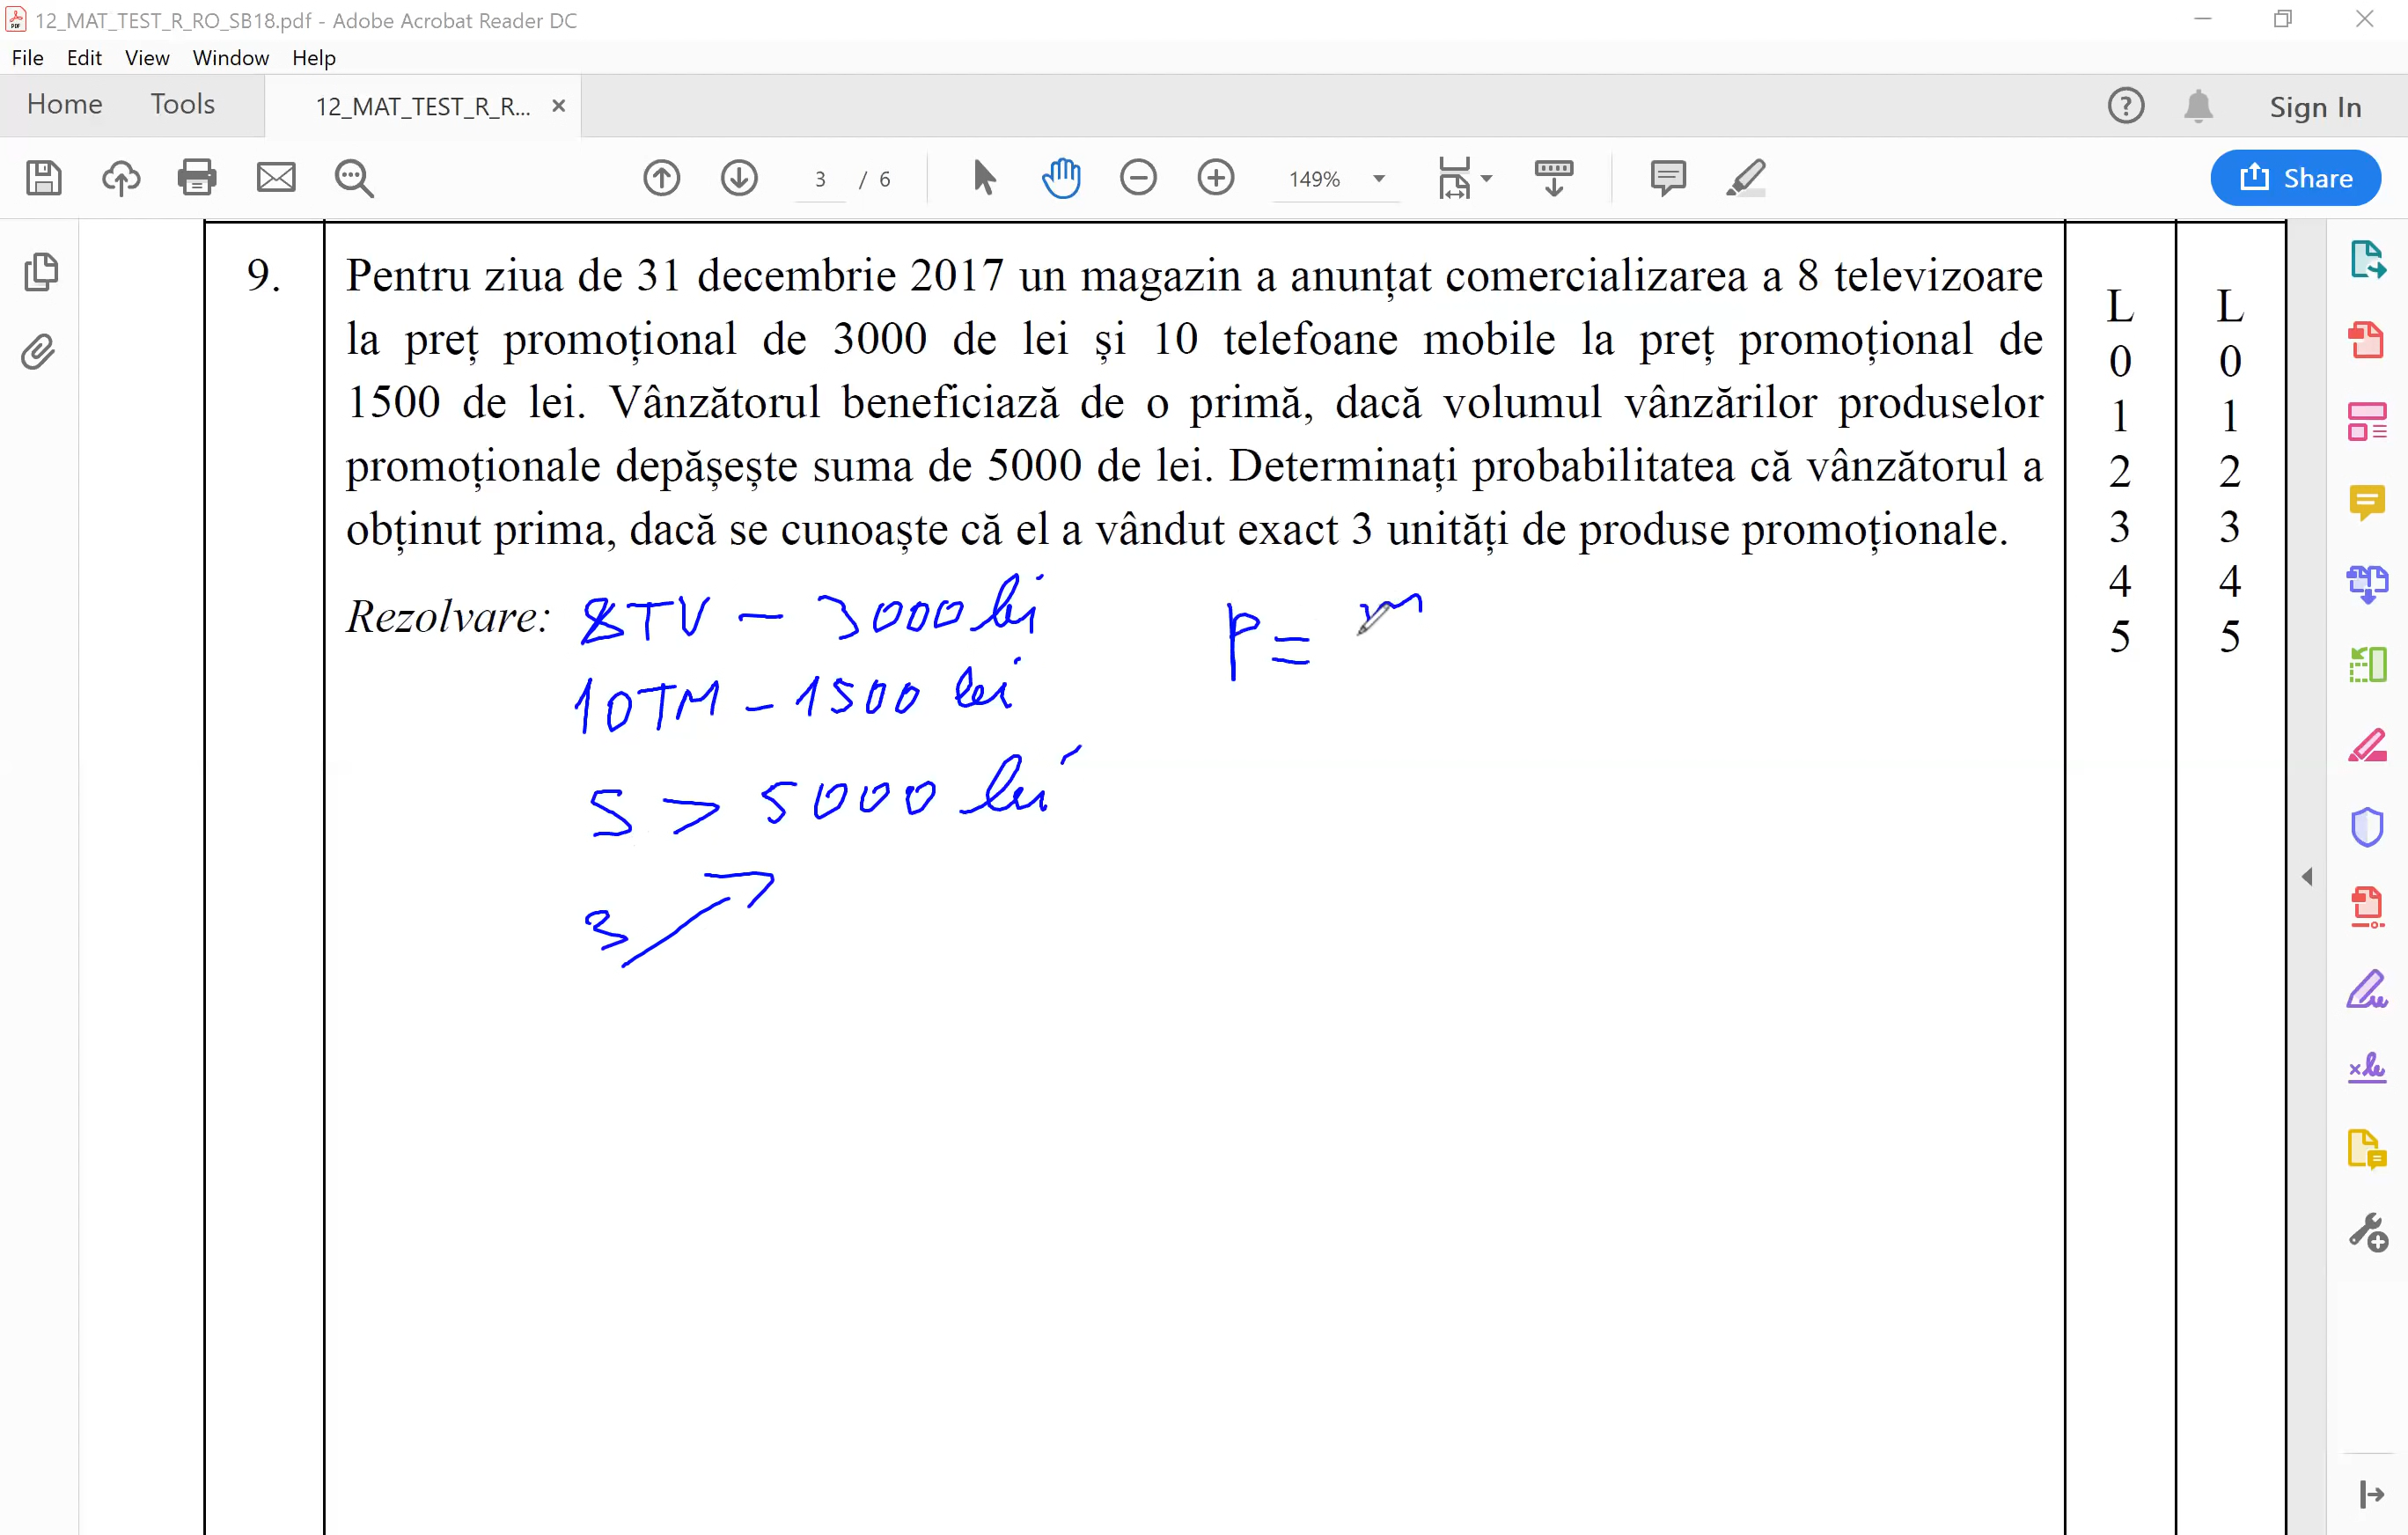 12_MAT_TEST_R_RO_SB18.pdf - Adobe Acrobat Reader DC
File Edit View Window Help
Home Tools 12_MAT_TEST_R_R... × Sign In
3 / 6 149% Share
9. Pentru ziua de 31 decembrie 2017 un magazin a anunțat comercializarea a 8 televizoare
la preț promoțional de 3000 de lei și 10 telefoane mobile la preț promoțional de
1500 de lei. Vânzătorul beneficiază de o primă, dacă volumul vânzărilor produselor
promoționale depășește suma de 5000 de lei. Determinați probabilitatea că vânzătorul a
obținut prima, dacă se cunoaște că el a vândut exact 3 unități de produse promoționale.
Rezolvare: 8TV – 3000 lei
10TM – 1500 lei
S > 5000 lei
3
P = m
L L
0 0
1 1
2 2
3 3
4 4
5 5